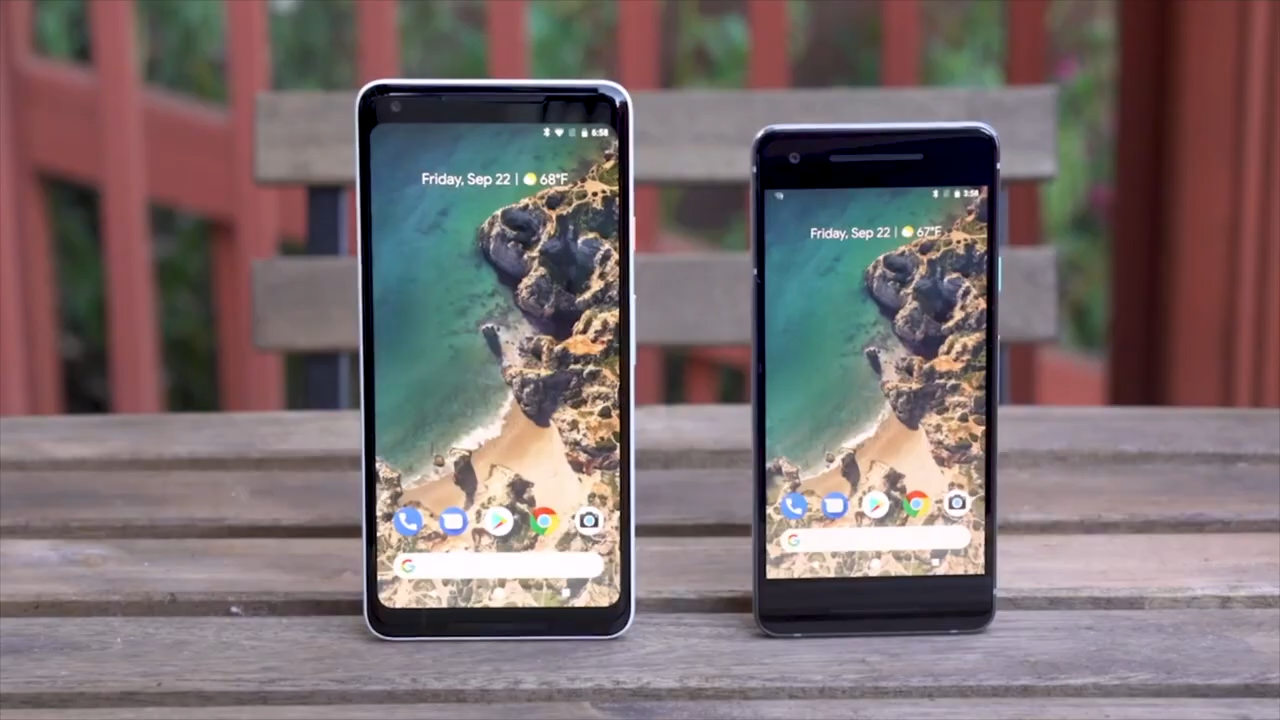 6:58
Friday, Sep 22 | 68°F
3:58
Friday, Sep 22 | 67°F